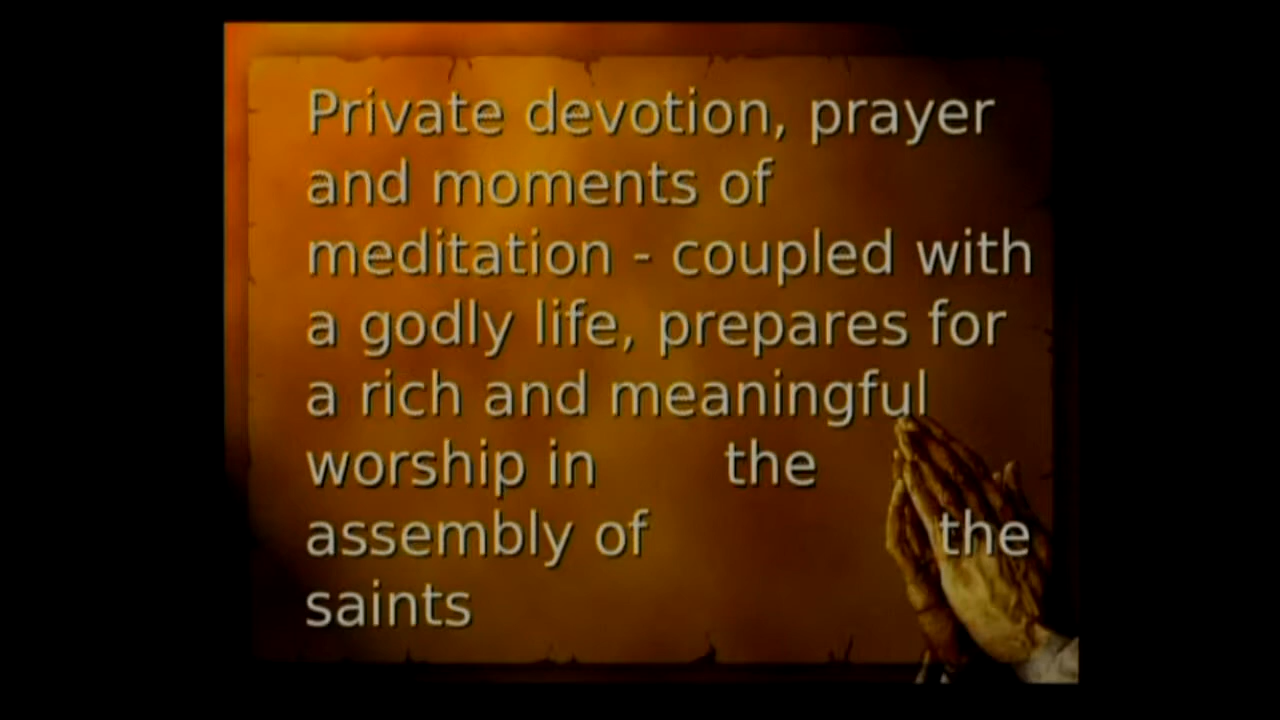 Private devotion, prayer
and moments of
meditation - coupled with
a godly life, prepares for
a rich and meaningful
worship in the
assembly of the
saints